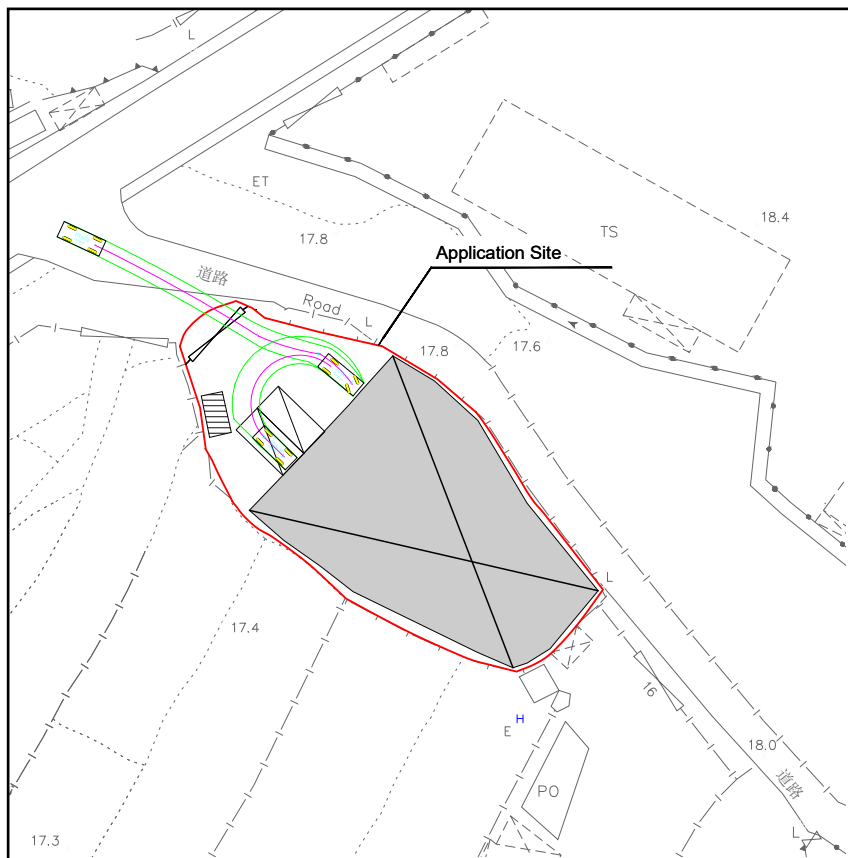 L
ET
17.8
TS
18.4
Application Site
道路
Road
L
17.8
17.6
L
17.4
16
H
E
18.0
道路
PO
L
17.3